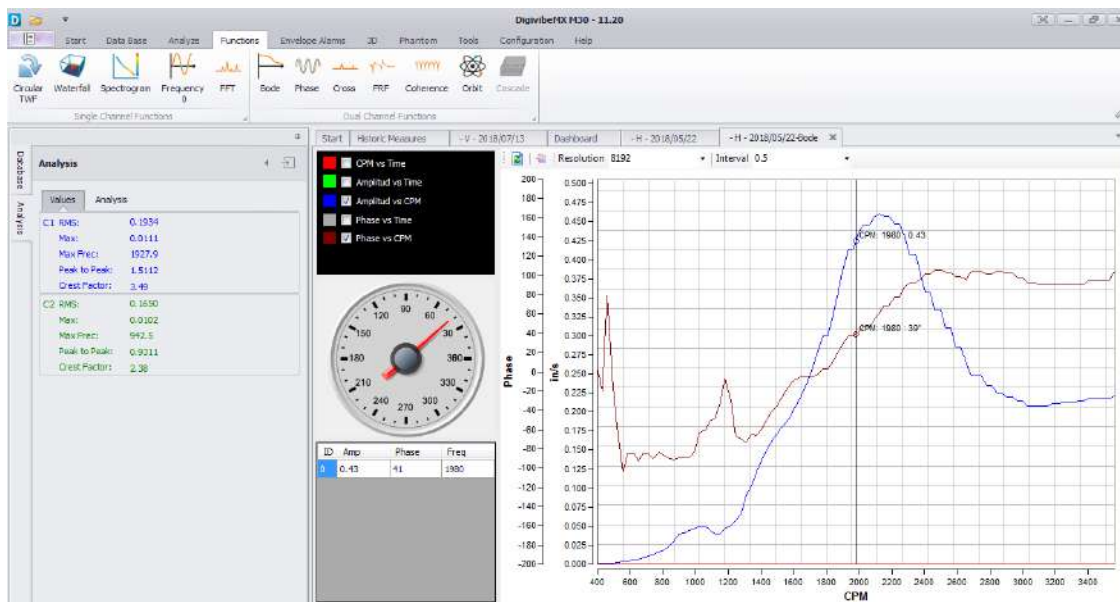 DigivibeMX M30 - 11.20
Start Data Base Analyze Functions Envelope Alarms 3D Phantom Tools Configuration Help
Circular TWF Waterfall Spectrogram Frequency 0 FFT Bode Phase Cross FRF Coherence Orbit Cascade
Single Channel Functions Dual Channel Functions
Start Historic Measures -V - 2018/07/13 Dashboard -H - 2018/05/22 -H - 2018/05/22-Bode
Database
Analysis
Analysis
Values Analysis
C1 RMS: 0.1934
Max: 0.0111
Max Frec: 1927.9
Peak to Peak: 1.5112
Crest Factor: 3.49
C2 RMS: 0.1650
Max: 0.0102
Max Frec: 942.5
Peak to Peak: 0.9311
Crest Factor: 2.38
CPM vs Time
Amplitud vs Time
Amplitud vs CPM
Phase vs Time
Phase vs CPM
30
60
90
120
150
180
210
240
270
300
330
360
ID Amp Phase Freq
0 0.43 41 1980
Resolution 8192 Interval 0.5
200
180
160
140
120
100
80
60
40
20
0
-20
-40
-60
-80
-100
-120
-140
-160
-180
-200
Phase
0.500
0.475
0.450
0.425
0.400
0.375
0.350
0.325
0.300
0.275
0.250
0.225
0.200
0.175
0.150
0.125
0.100
0.075
0.050
0.025
0.000
in/s
CPM: 1980 : 0.43
CPM: 1980 : 39°
400 600 800 1000 1200 1400 1600 1800 2000 2200 2400 2600 2800 3000 3200 3400
CPM